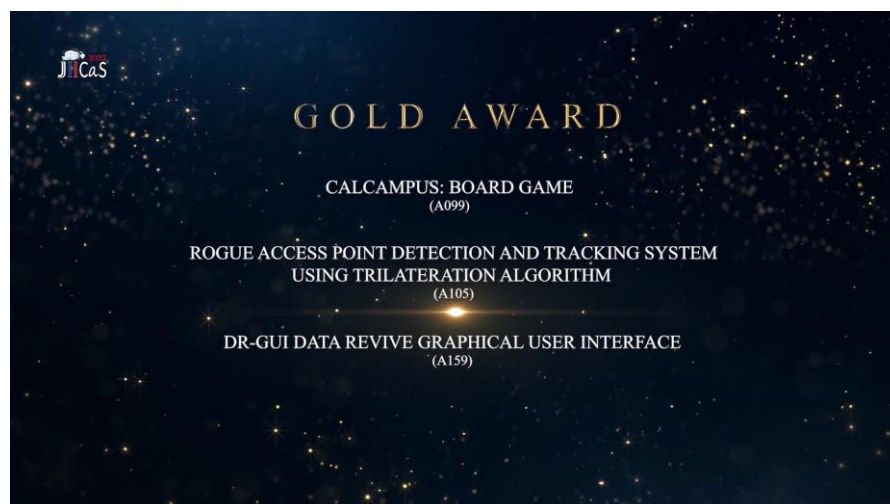 2023
JIICaS
GOLD AWARD
CALCAMPUS: BOARD GAME
(A099)
ROGUE ACCESS POINT DETECTION AND TRACKING SYSTEM
USING TRILATERATION ALGORITHM
(A105)
DR-GUI DATA REVIVE GRAPHICAL USER INTERFACE
(A159)